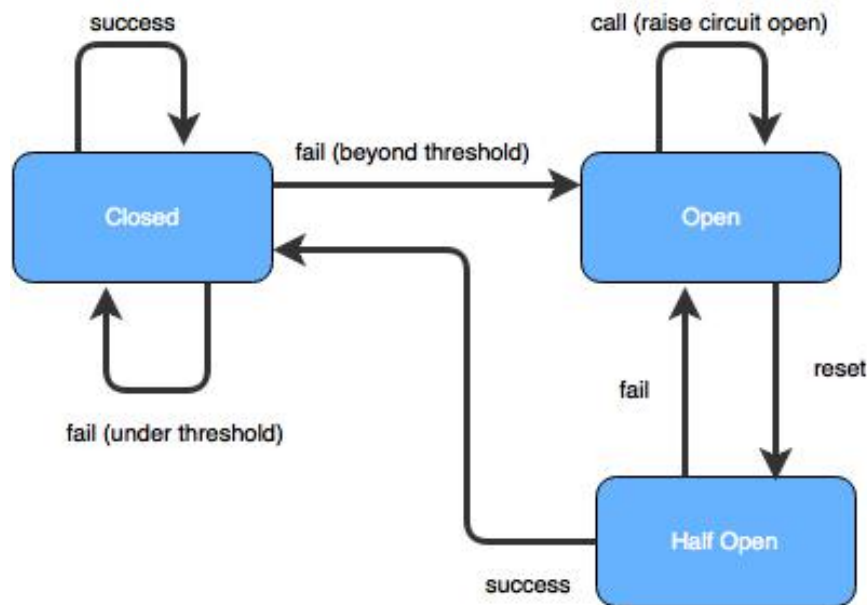 success
call (raise circuit open)
fail (beyond threshold)
Closed
Open
fail
reset
fail (under threshold)
Half Open
success